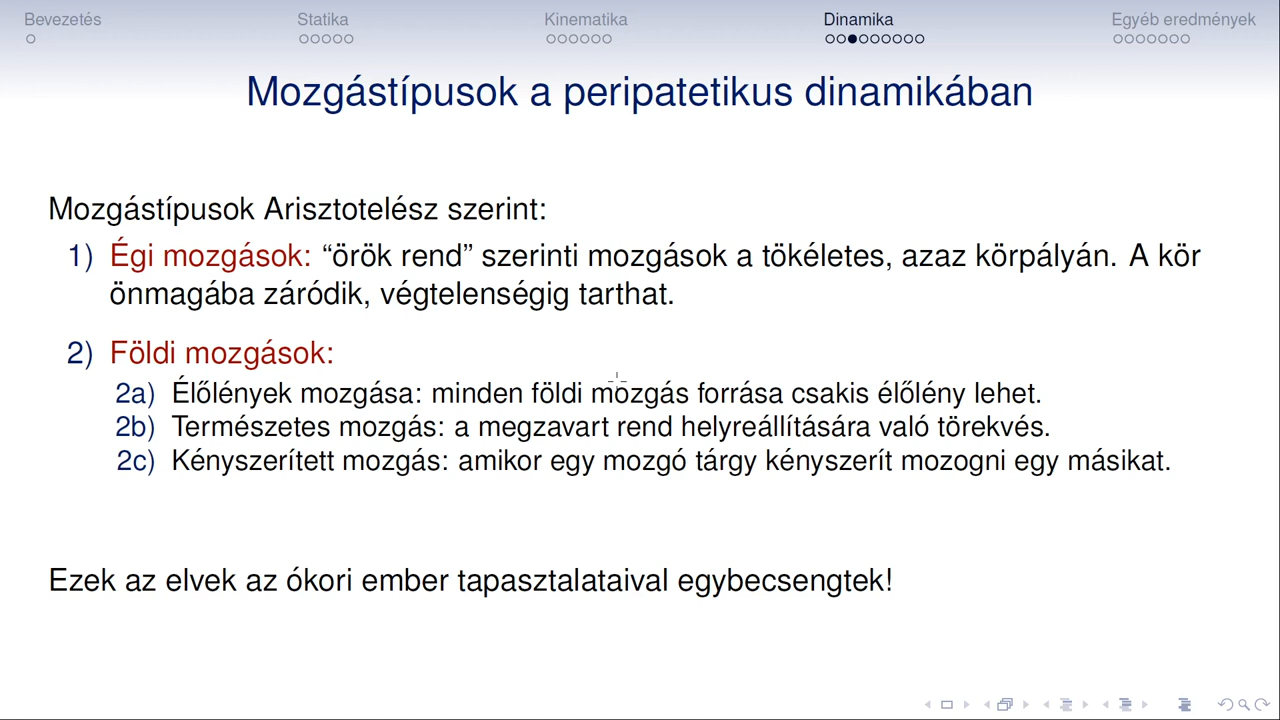 Bevezetés Statika Kinematika Dinamika Egyéb eredmények
Mozgástípusok a peripatetikus dinamikában
Mozgástípusok Arisztotelész szerint:
1) Égi mozgások: “örök rend” szerinti mozgások a tökéletes, azaz körpályán. A kör
önmagába záródik, végtelenségig tarthat.
2) Földi mozgások:
2a) Élőlények mozgása: minden földi mozgás forrása csakis élőlény lehet.
2b) Természetes mozgás: a megzavart rend helyreállítására való törekvés.
2c) Kényszerített mozgás: amikor egy mozgó tárgy kényszerít mozogni egy másikat.
Ezek az elvek az ókori ember tapasztalataival egybecsengtek!